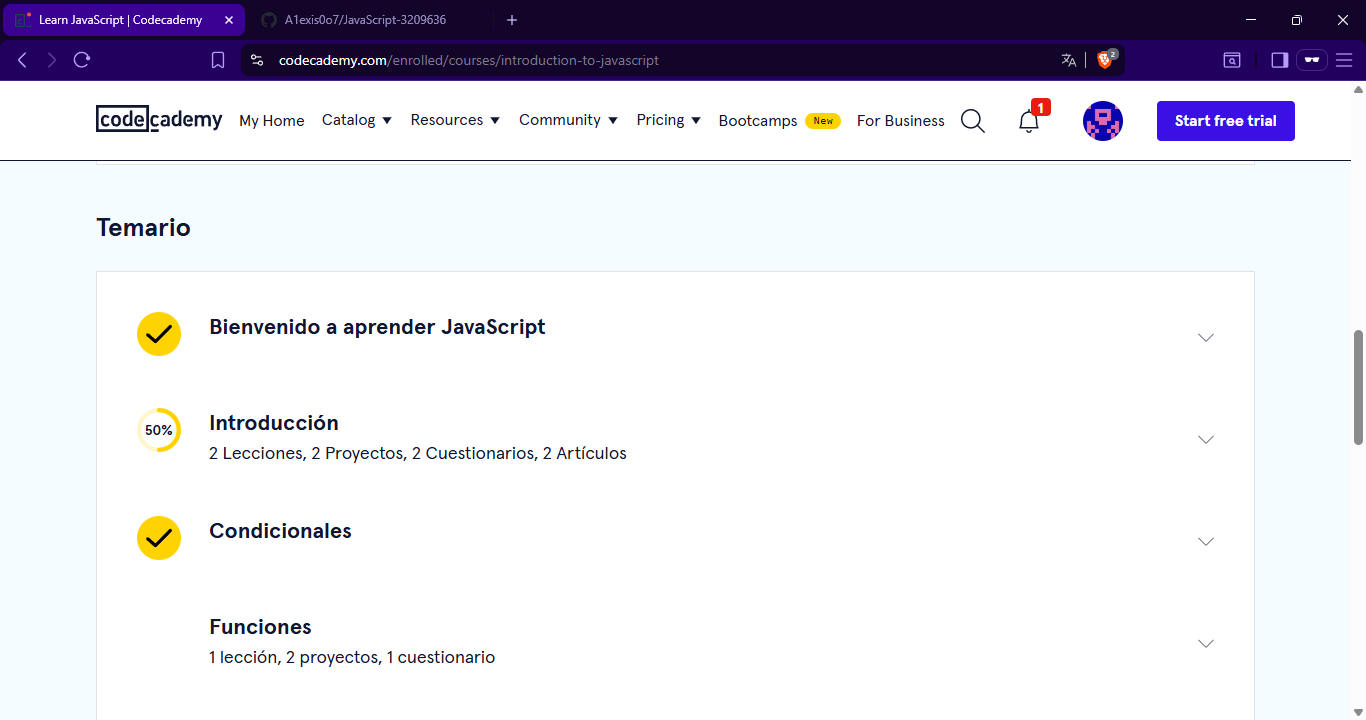 Learn JavaScript | Codecademy
A1exis0o7/JavaScript-3209636
codecademy.com/enrolled/courses/introduction-to-javascript
2
codecademy My Home Catalog Resources Community Pricing Bootcamps New For Business 1 Start free trial
Temario
Bienvenido a aprender JavaScript
50% Introducción
2 Lecciones, 2 Proyectos, 2 Cuestionarios, 2 Artículos
Condicionales
Funciones
1 lección, 2 proyectos, 1 cuestionario